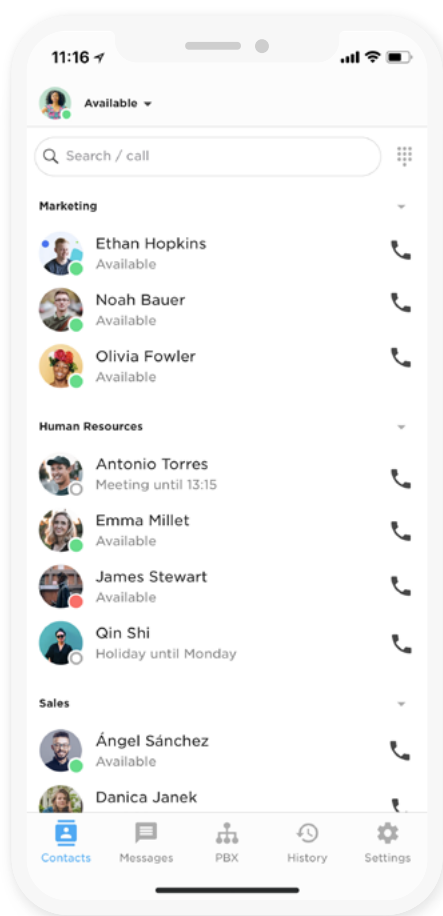 11:16
Available
Search / call
Marketing
Ethan Hopkins
Available
Noah Bauer
Available
Olivia Fowler
Available
Human Resources
Antonio Torres
Meeting until 13:15
Emma Millet
Available
James Stewart
Available
Qin Shi
Holiday until Monday
Sales
Ángel Sánchez
Available
Danica Janek
Contacts Messages PBX History Settings